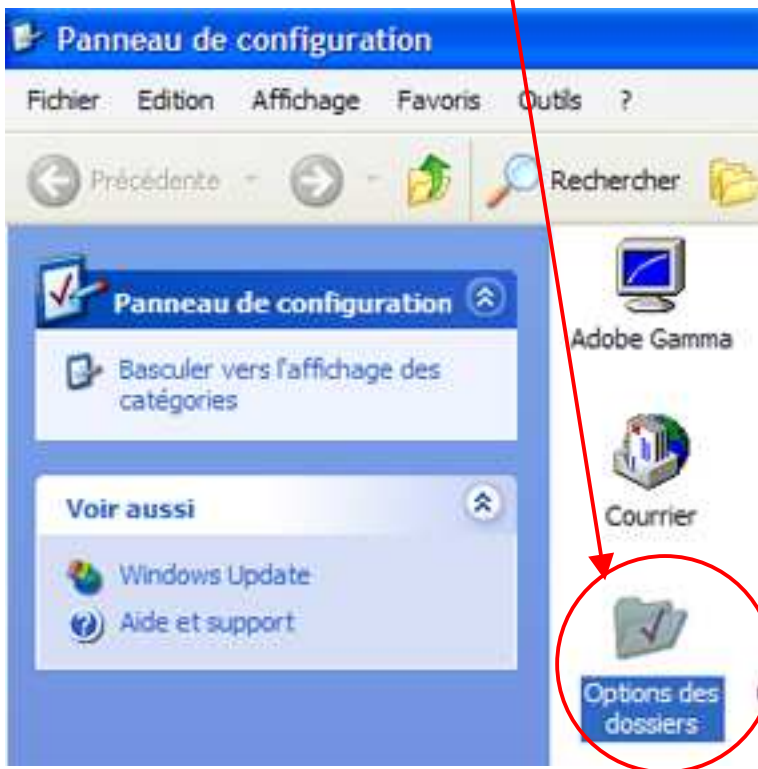 Panneau de configuration
Fichier Edition Affichage Favoris Outils ?
Précédente Rechercher
Panneau de configuration
Basculer vers l'affichage des
catégories
Voir aussi
Windows Update
Aide et support
Adobe Gamma
Courrier
Options des
dossiers